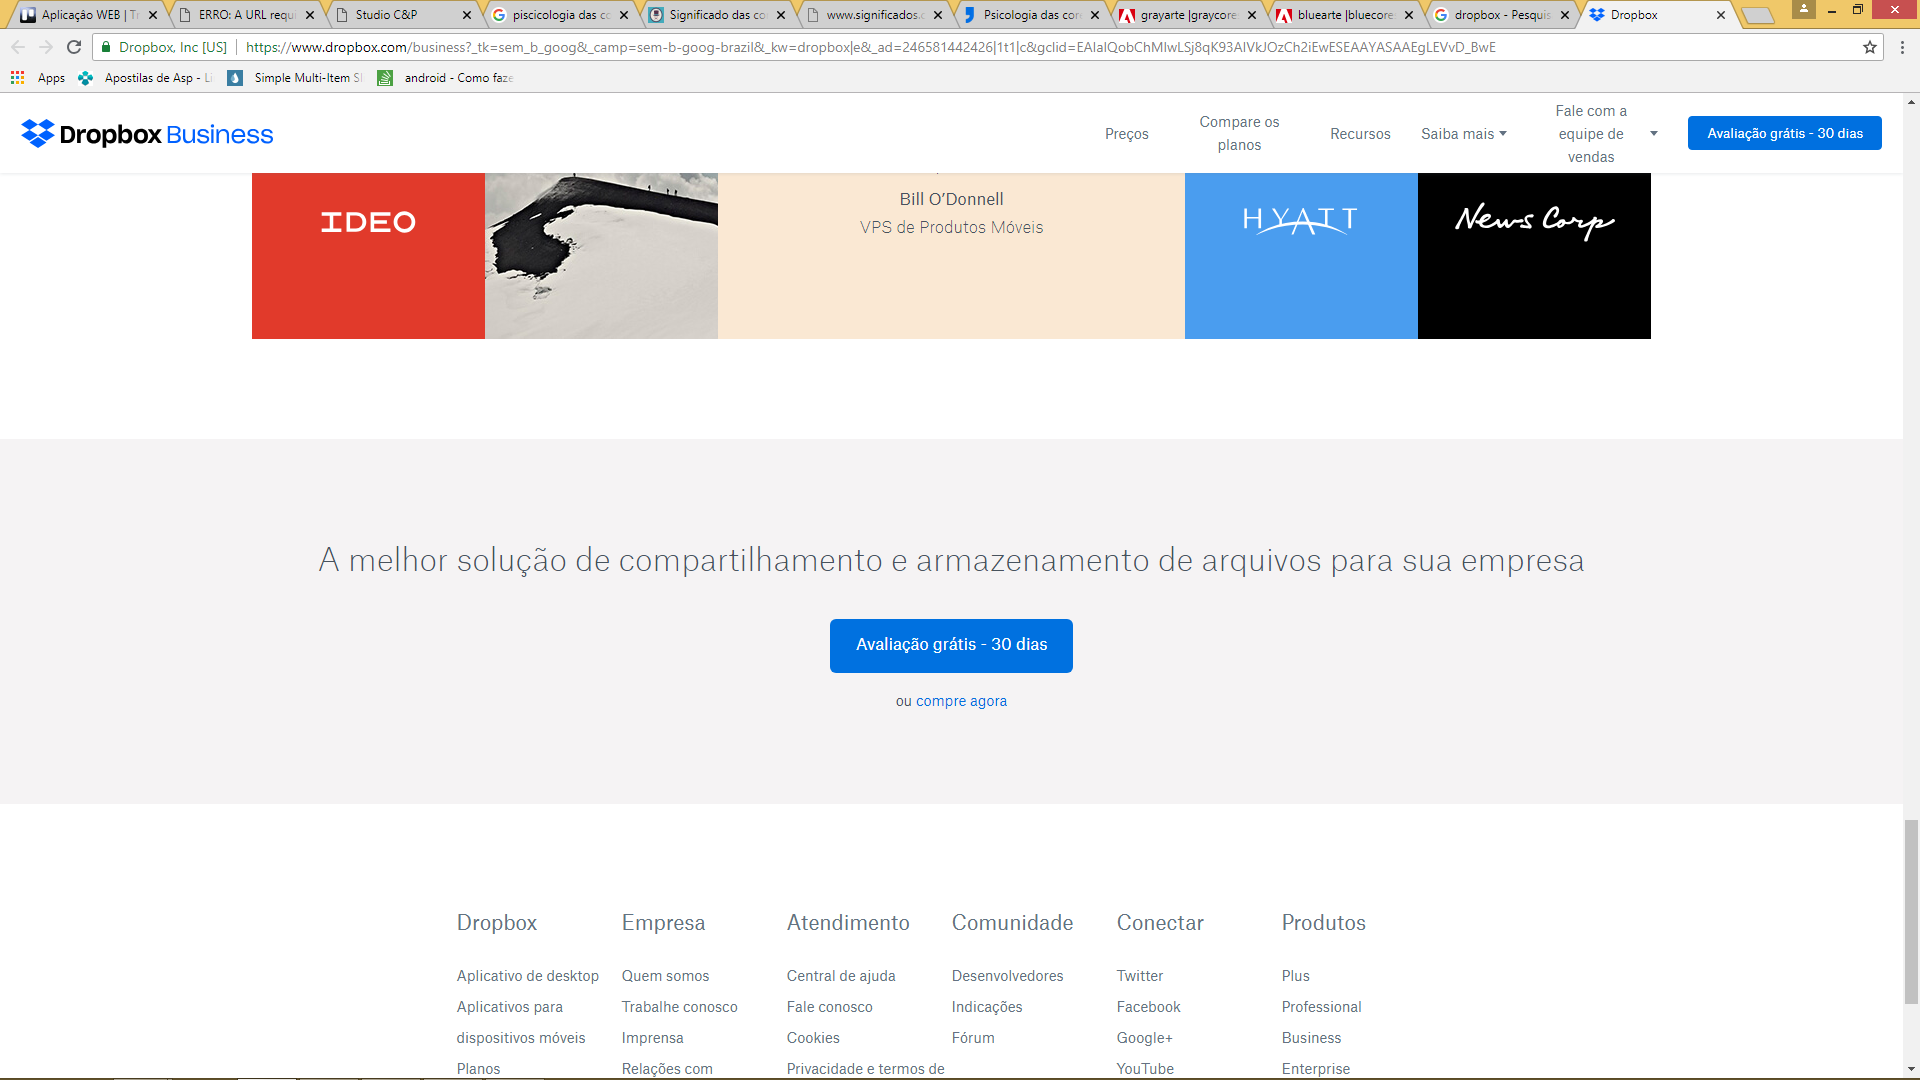 Aplicação WEB | T
ERRO: A URL requ
Studio C&P
piscicologia das co
Significado das co
www.significados.c
Psicologia das cor
grayarte |graycore
bluearte |bluecore
dropbox - Pesquis
Dropbox
Dropbox, Inc [US]
https://www.dropbox.com/business?_tk=sem_b_goog&_camp=sem-b-goog-brazil&_kw=dropbox|e&_ad=246581442426|1t1|c&gclid=EAIaIQobChMIwLSj8qK93AIVkJOzCh2iEwESEAAYASAAEgLEVvD_BwE
Apps
Apostilas de Asp - Li
Simple Multi-Item Sl
android - Como faze
Dropbox Business
Preços
Compare os
planos
Recursos
Saiba mais
Fale com a
equipe de
vendas
Avaliação grátis - 30 dias
IDEO
Bill O’Donnell
VPS de Produtos Móveis
HYATT
News Corp
A melhor solução de compartilhamento e armazenamento de arquivos para sua empresa
Avaliação grátis - 30 dias
ou compre agora
Dropbox
Aplicativo de desktop
Aplicativos para
dispositivos móveis
Planos
Empresa
Quem somos
Trabalhe conosco
Imprensa
Relações com
Atendimento
Central de ajuda
Fale conosco
Cookies
Privacidade e termos de
Comunidade
Desenvolvedores
Indicações
Fórum
Conectar
Twitter
Facebook
Google+
YouTube
Produtos
Plus
Professional
Business
Enterprise